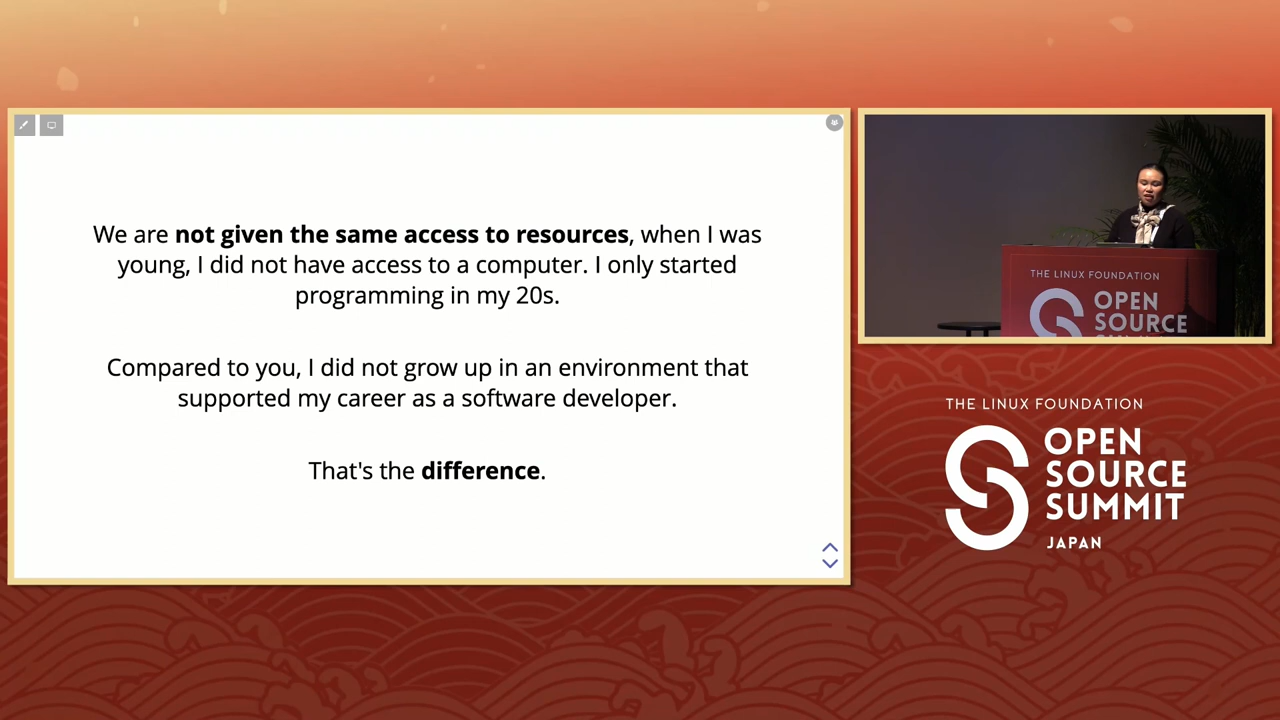 We are not given the same access to resources, when I was
young, I did not have access to a computer. I only started
programming in my 20s.
Compared to you, I did not grow up in an environment that
supported my career as a software developer.
That's the difference.
THE LINUX FOUNDATION
OPEN
SOURCE
THE LINUX FOUNDATION
OPEN
SOURCE
SUMMIT
JAPAN